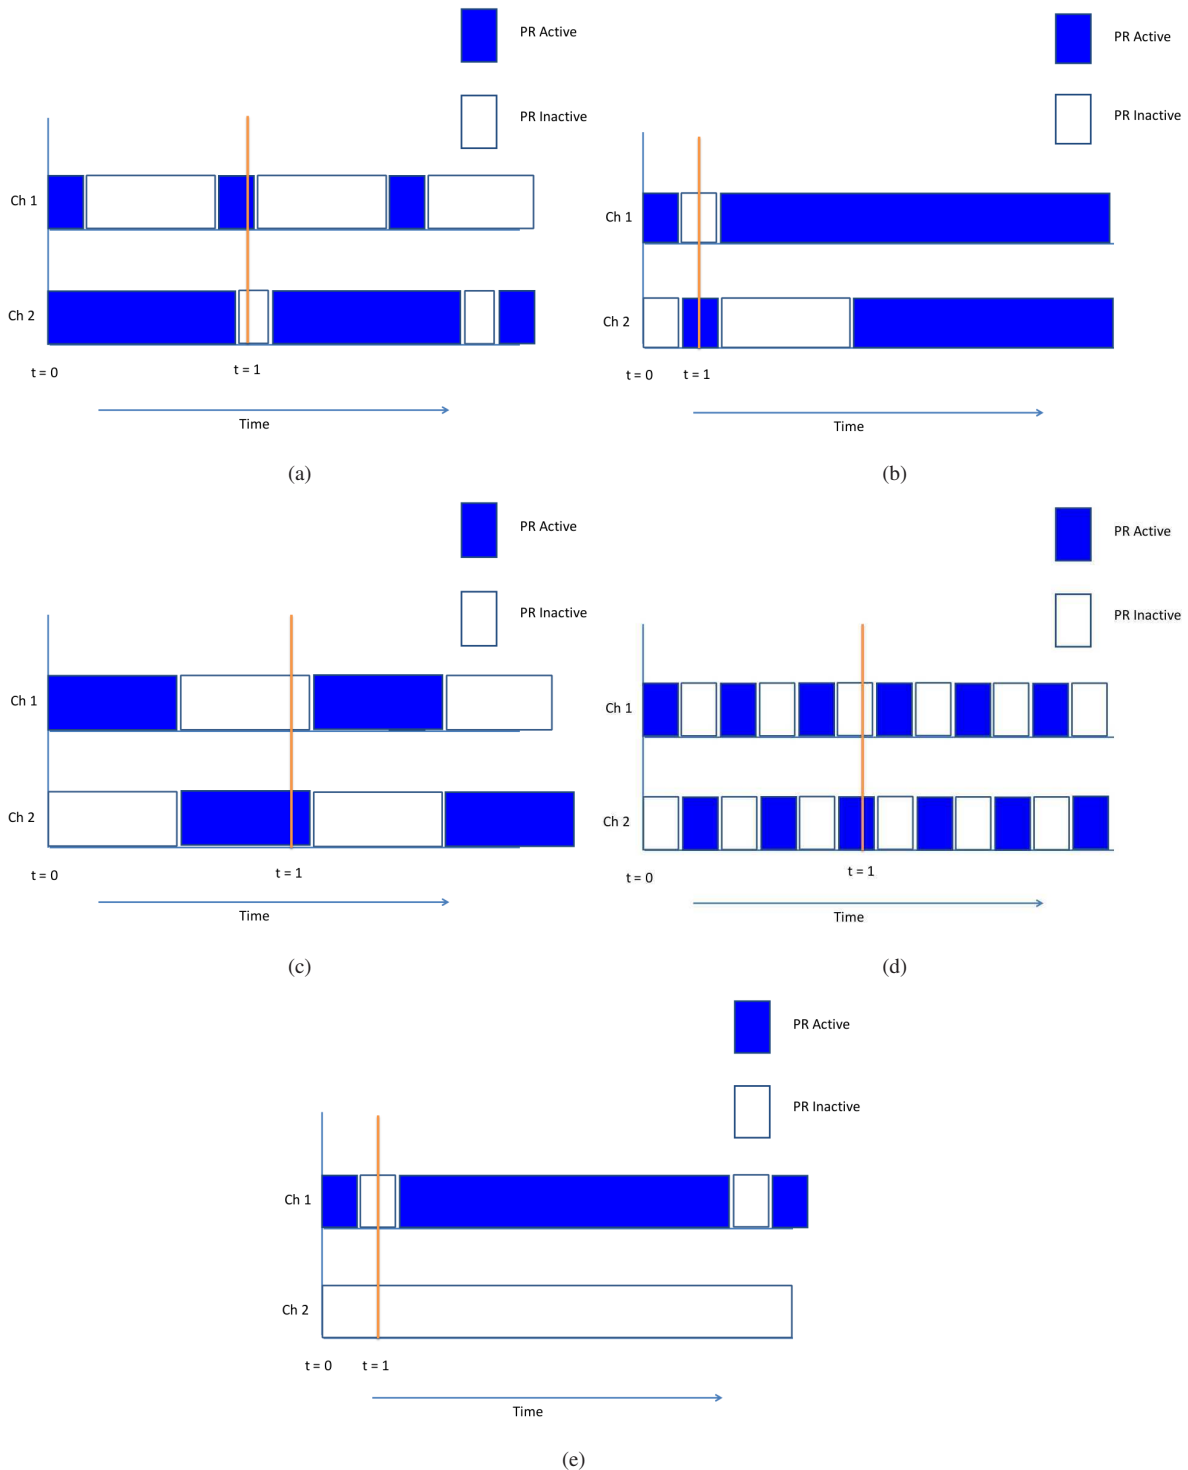 PR Active
PR Inactive
Ch 1
Ch 2
t = 0
t = 1
Time
(a)
PR Active
PR Inactive
Ch 1
Ch 2
t = 0
t = 1
Time
(b)
PR Active
PR Inactive
Ch 1
Ch 2
t = 0
t = 1
Time
(c)
PR Active
PR Inactive
Ch 1
Ch 2
t = 0
t = 1
Time
(d)
PR Active
PR Inactive
Ch 1
Ch 2
t = 0
t = 1
Time
(e)